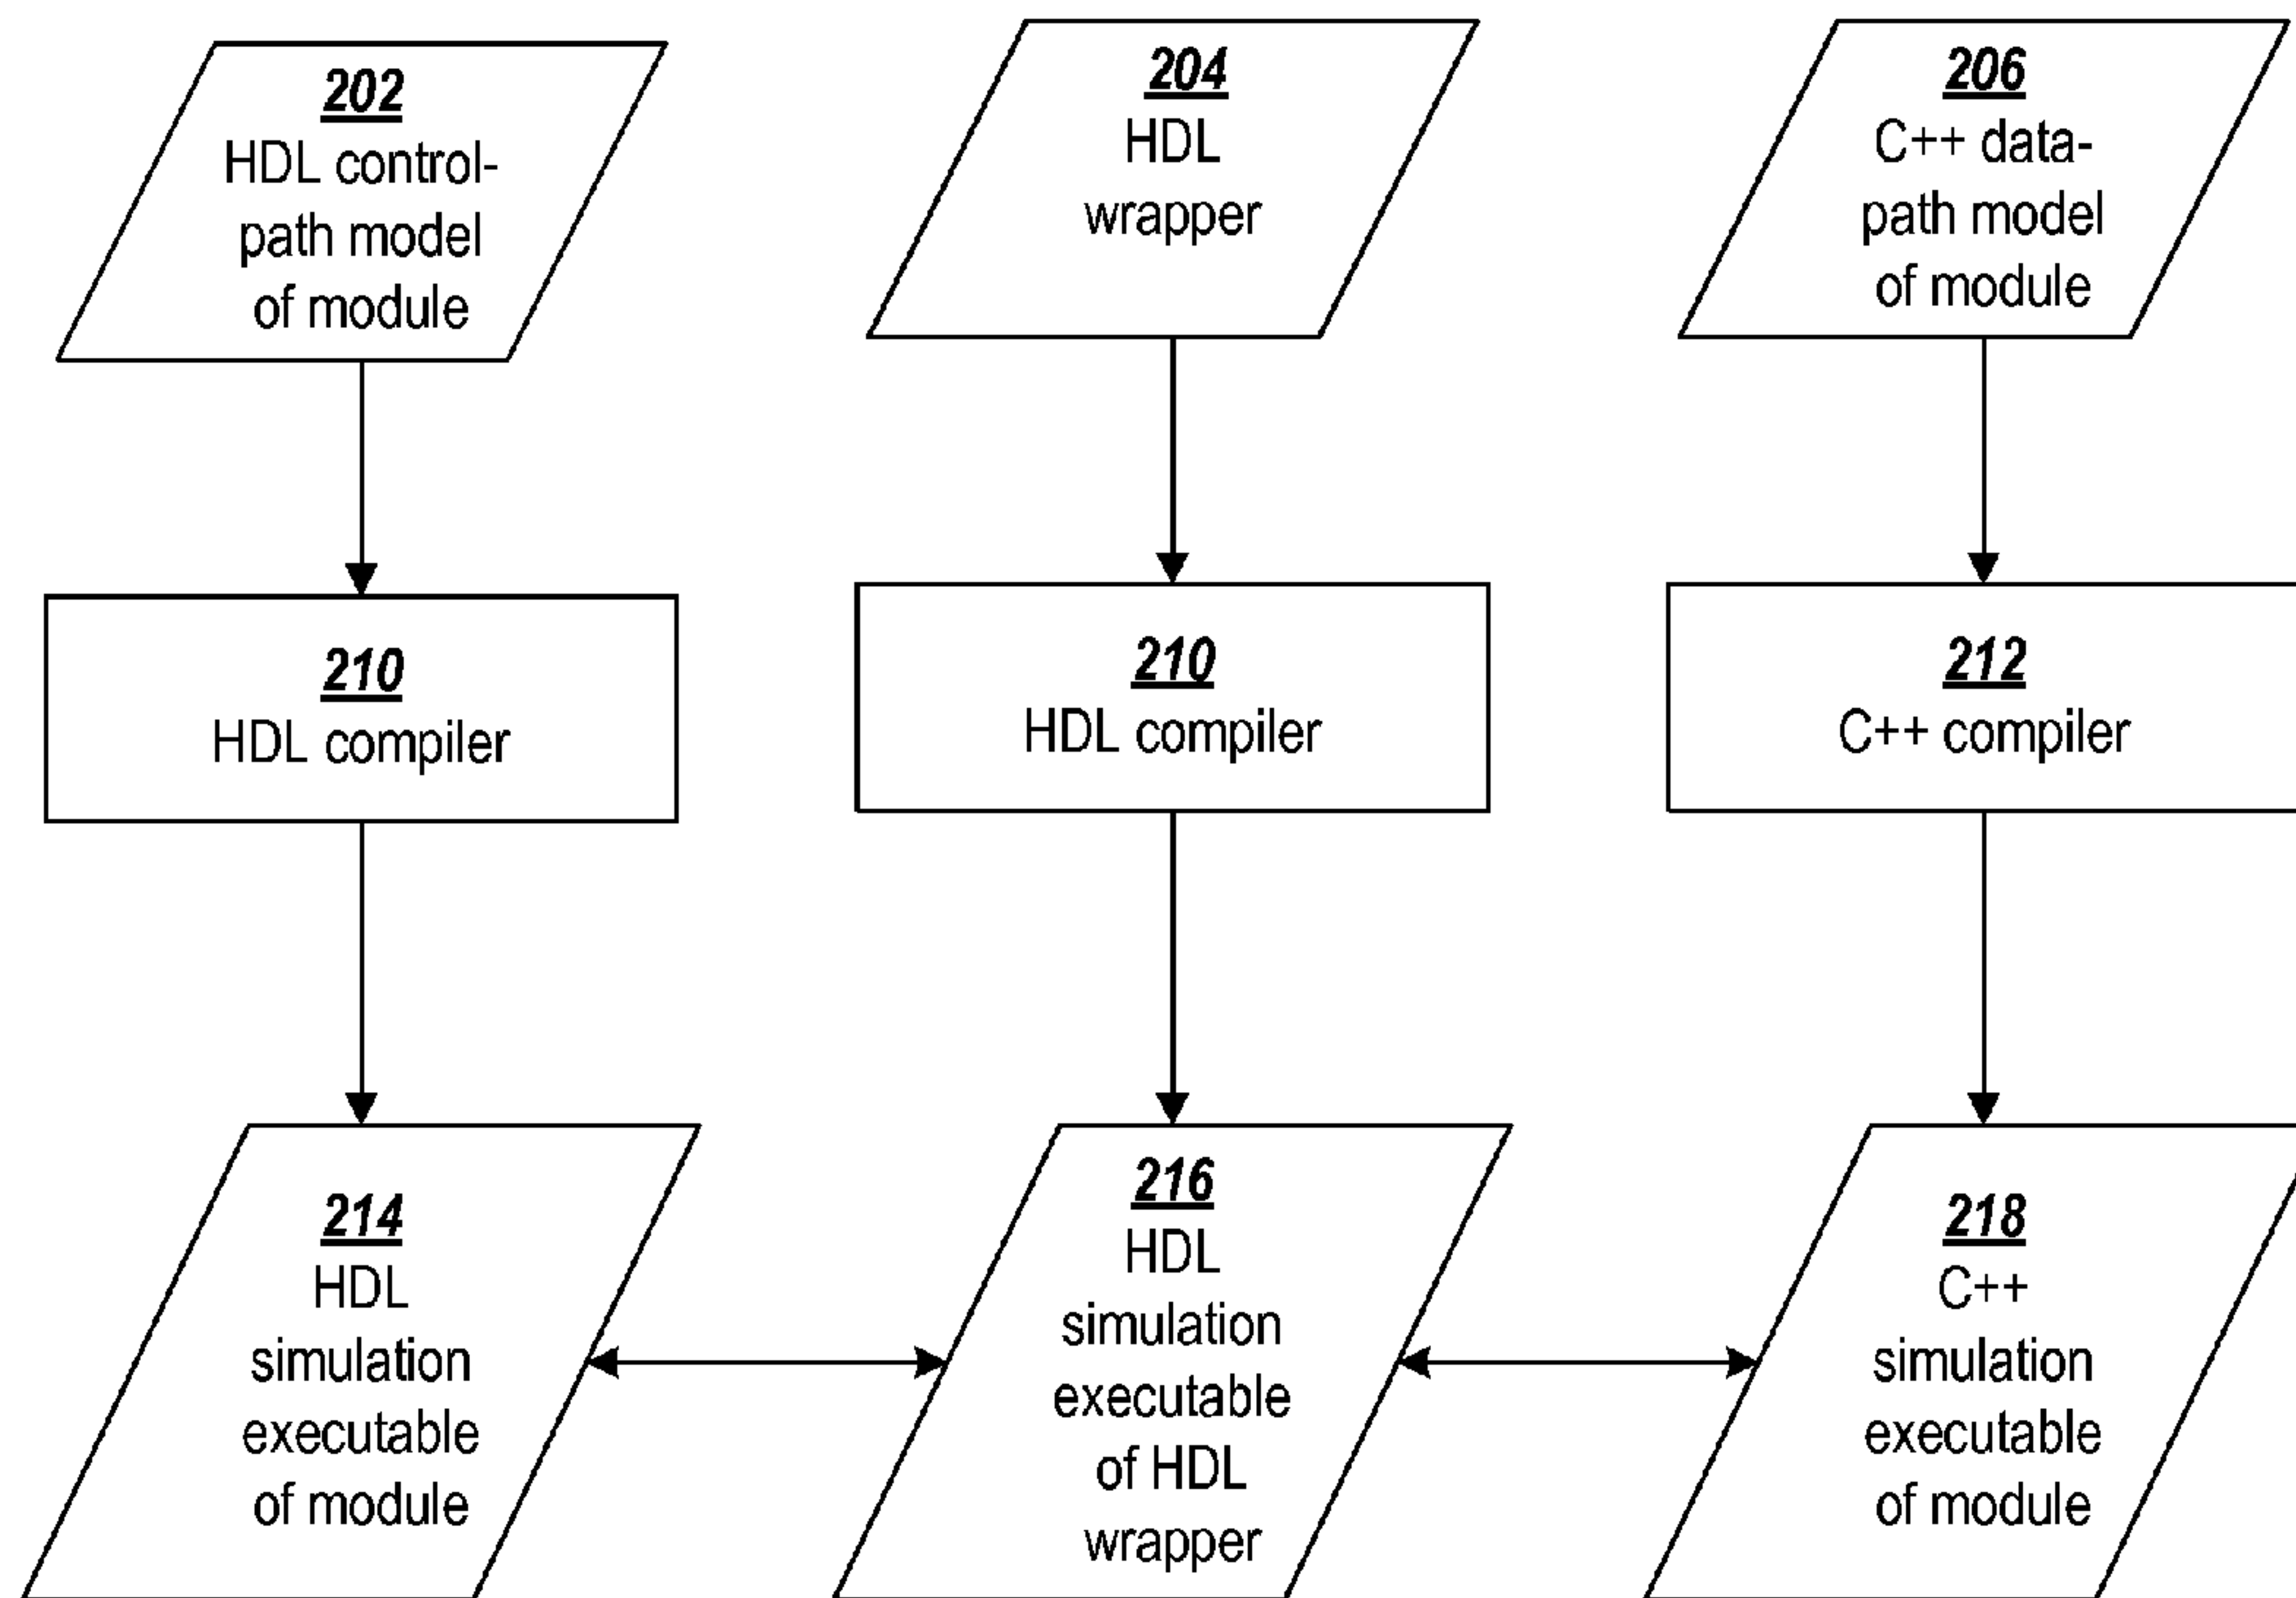 202
HDL control-
path model
of module
204
HDL
wrapper
206
C++ data-
path model
of module
210
HDL compiler
210
HDL compiler
212
C++ compiler
214
HDL
simulation
executable
of module
216
HDL
simulation
executable
of HDL
wrapper
218
C++
simulation
executable
of module